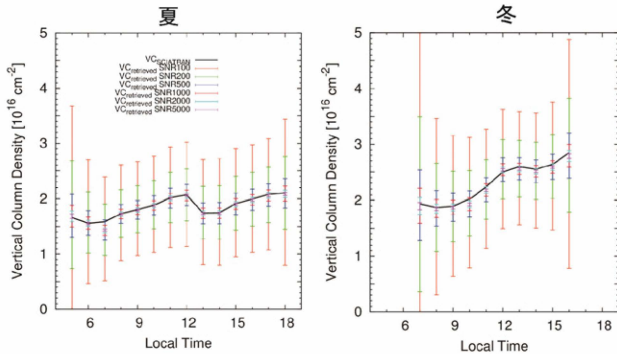 夏
冬
5
4
3
2
1
0
Vertical Column Density [10^16 cm^-2]
VC_SCIATRAN
VC_retrieved SNR100
VC_retrieved SNR200
VC_retrieved SNR500
VC_retrieved SNR1000
VC_retrieved SNR2000
VC_retrieved SNR5000
6 9 12 15 18
Local Time
5
4
3
2
1
0
Vertical Column Density [10^16 cm^-2]
6 9 12 15 18
Local Time